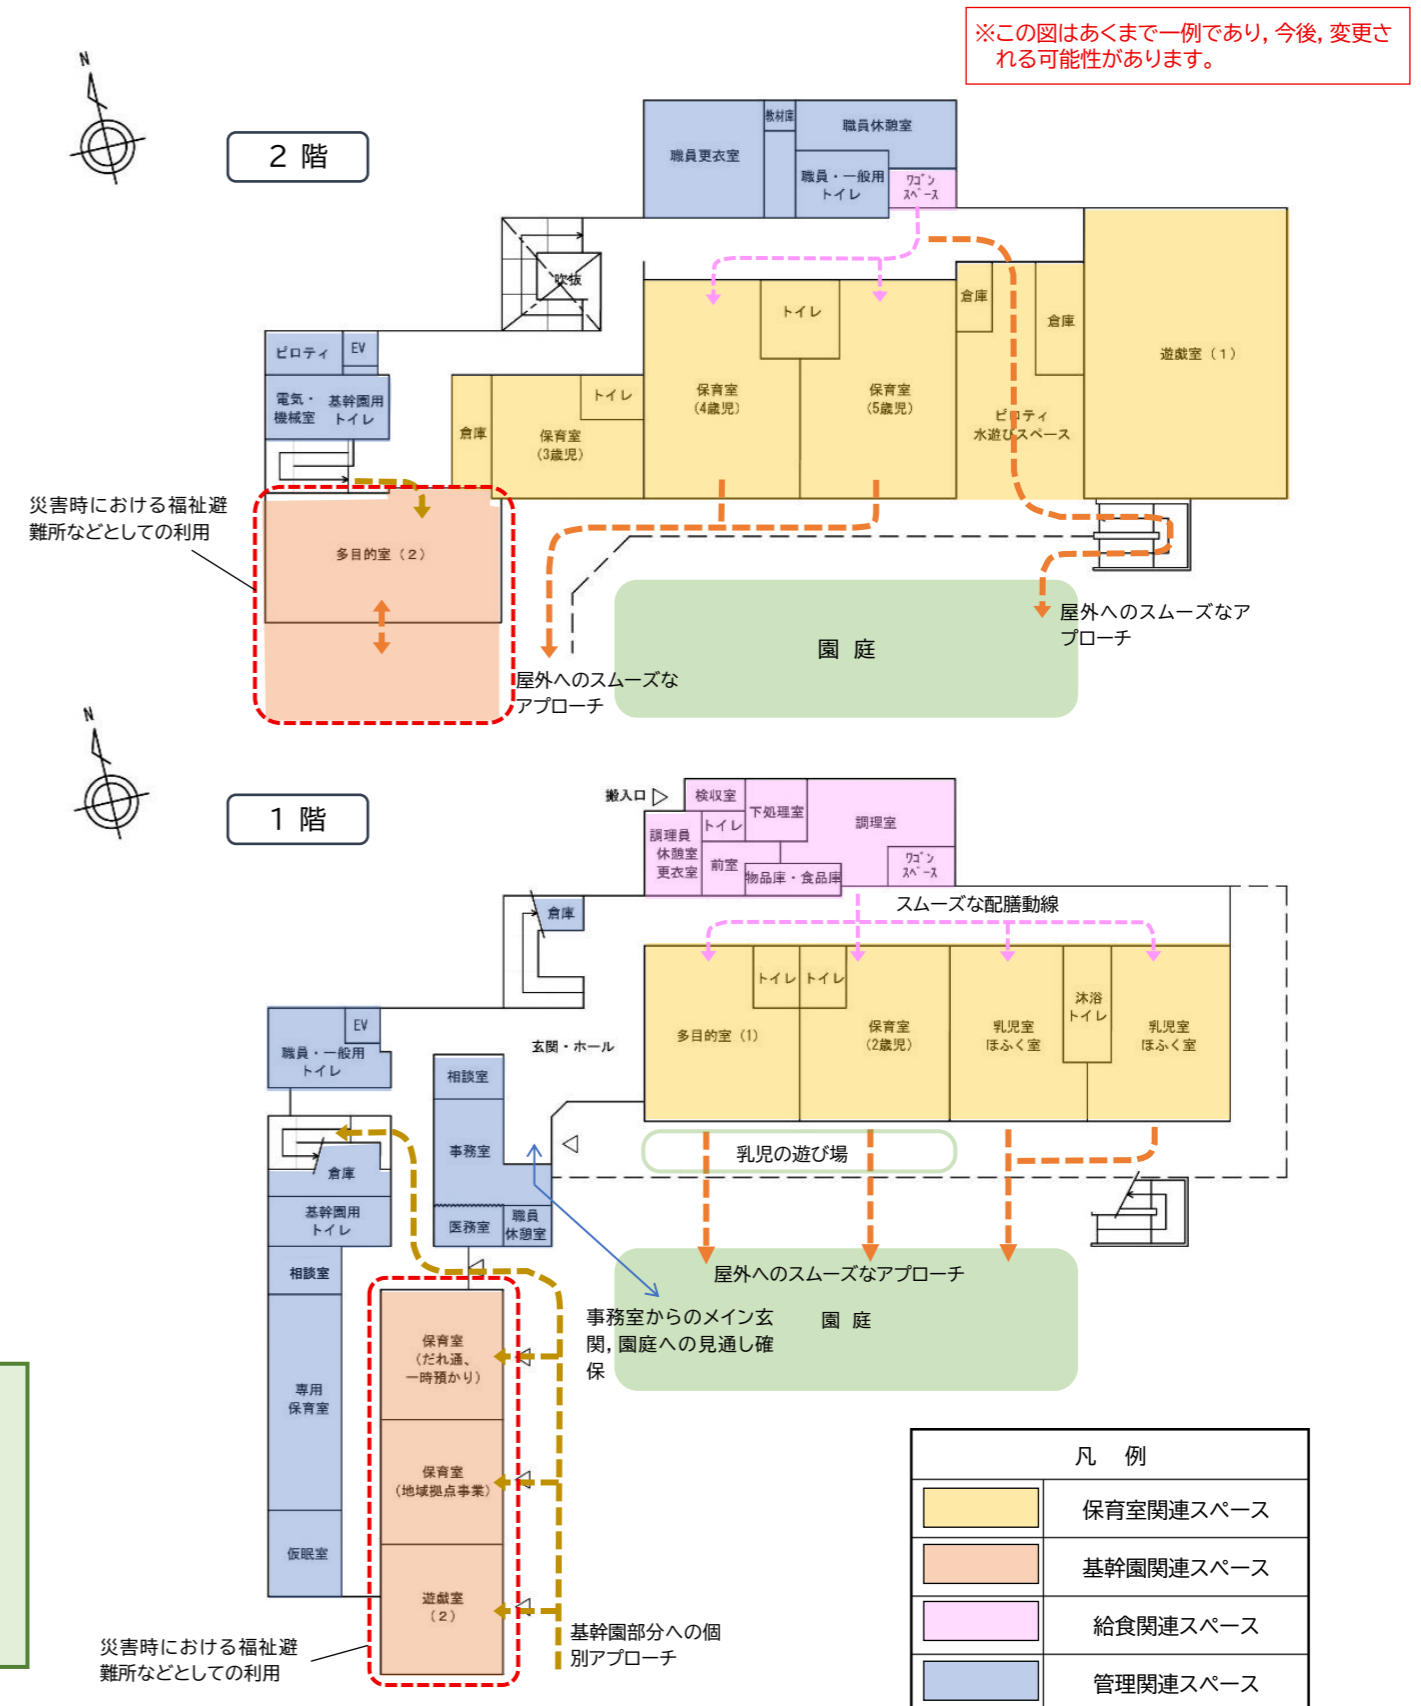 ※この図はあくまで一例であり，今後，変更さ
れる可能性があります。
N
2 階
教材庫
職員休憩室
職員更衣室
職員・一般用
トイレ
ワゴン
スペース
吹抜
トイレ
倉庫
倉庫
遊戯室（１）
ピロティ
EV
電気・
機械室
基幹園用
トイレ
倉庫
保育室
(3歳児)
トイレ
保育室
(4歳児)
保育室
(5歳児)
ピロティ
水遊びスペース
災害時における福祉避
難所などとしての利用
多目的室（２）
屋外へのスムーズな
アプローチ
園 庭
屋外へのスムーズなア
プローチ
N
1 階
搬入口
検収室
下処理室
調理室
調理員
休憩室
更衣室
トイレ
前室
物品庫・食品庫
ワゴン
スペース
スムーズな配膳動線
倉庫
EV
職員・一般用
トイレ
玄関・ホール
多目的室（1）
トイレ
トイレ
保育室
(2歳児)
乳児室
ほふく室
沐浴
トイレ
乳児室
ほふく室
相談室
事務室
医務室
職員
休憩室
乳児の遊び場
倉庫
基幹園用
トイレ
相談室
専用
保育室
仮眠室
屋外へのスムーズなアプローチ
園 庭
事務室からのメイン玄
関，園庭への見通し確
保
保育室
（だれ通、
一時預かり）
保育室
（地域拠点事業）
遊戯室
（２）
基幹園部分への個
別アプローチ
災害時における福祉避
難所などとしての利用
凡 例
保育室関連スペース
基幹園関連スペース
給食関連スペース
管理関連スペース